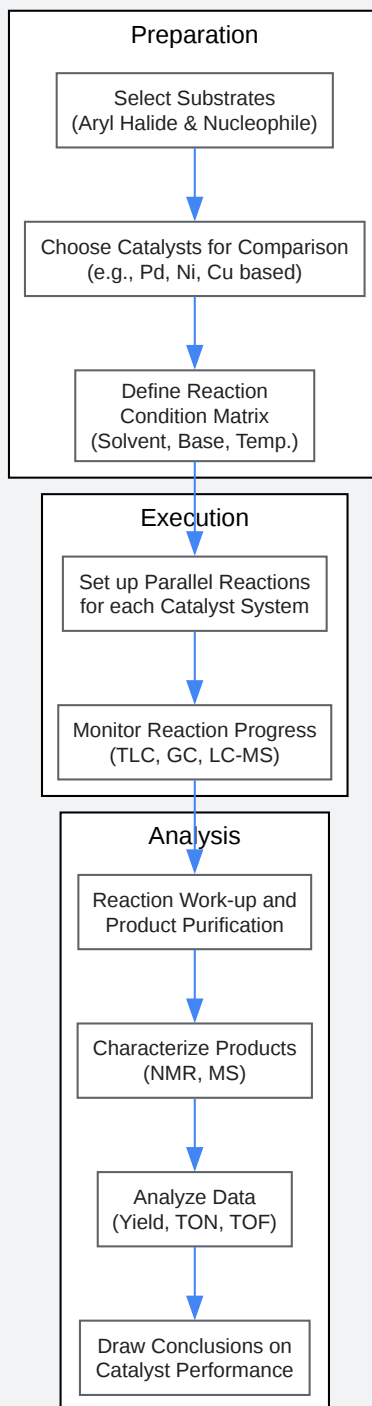 Preparation
Select Substrates
(Aryl Halide & Nucleophile)
Choose Catalysts for Comparison
(e.g., Pd, Ni, Cu based)
Define Reaction
Condition Matrix
(Solvent, Base, Temp.)
Execution
Set up Parallel Reactions
for each Catalyst System
Monitor Reaction Progress
(TLC, GC, LC-MS)
Analysis
Reaction Work-up and
Product Purification
Characterize Products
(NMR, MS)
Analyze Data
(Yield, TON, TOF)
Draw Conclusions on
Catalyst Performance